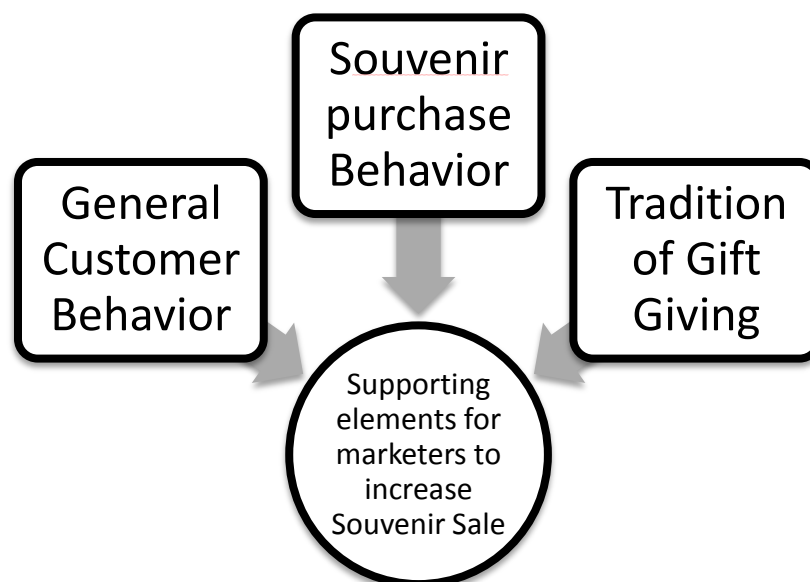 Souvenir
purchase
Behavior
General
Customer
Behavior
Tradition
of Gift
Giving
Supporting
elements for
marketers to
increase
Souvenir Sale